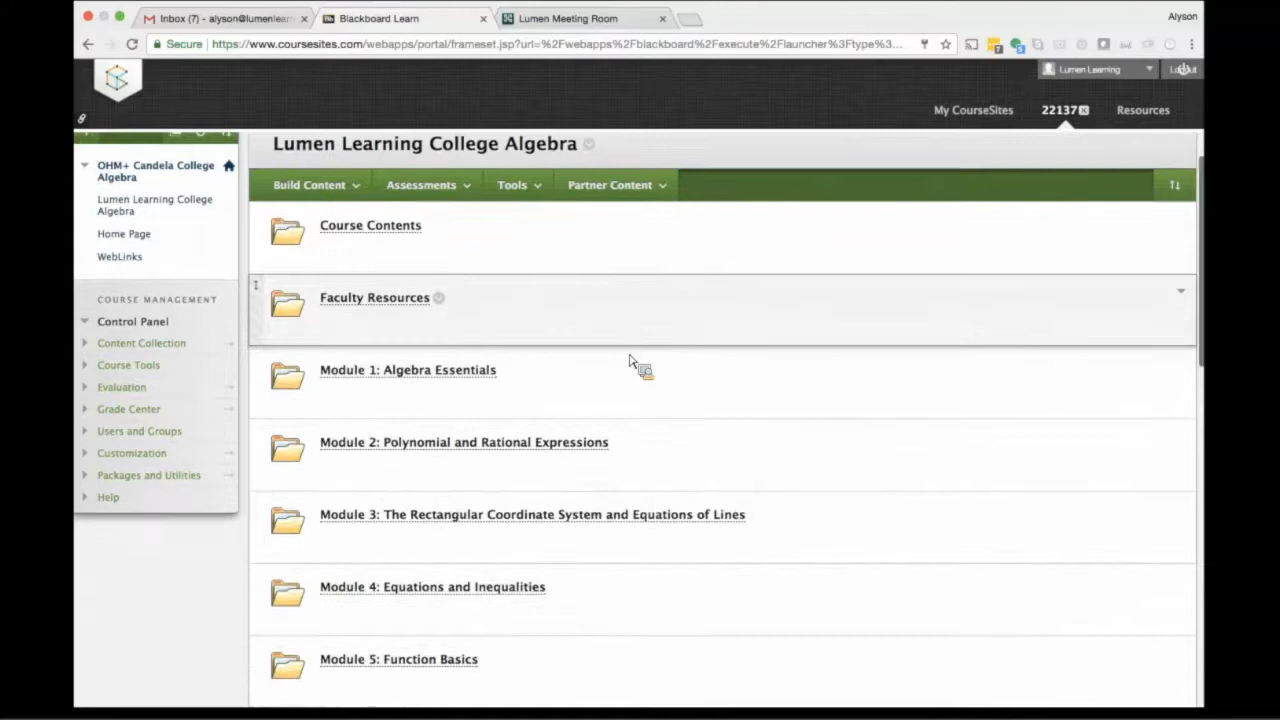 Inbox (7) - alyson@lumenlearn
Blackboard Learn
Lumen Meeting Room
Alyson
Secure
https://www.coursesites.com/webapps/portal/frameset.jsp?url=%2Fwebapps%2Fblackboard%2Fexecute%2Flauncher%3Ftype%3...
Lumen Learning
Logout
My CourseSites
22137
Resources
OHM+ Candela College
Algebra
Lumen Learning College
Algebra
Home Page
WebLinks
COURSE MANAGEMENT
Control Panel
Content Collection
Course Tools
Evaluation
Grade Center
Users and Groups
Customization
Packages and Utilities
Help
Lumen Learning College Algebra
Build Content
Assessments
Tools
Partner Content
Course Contents
Faculty Resources
Module 1: Algebra Essentials
Module 2: Polynomial and Rational Expressions
Module 3: The Rectangular Coordinate System and Equations of Lines
Module 4: Equations and Inequalities
Module 5: Function Basics